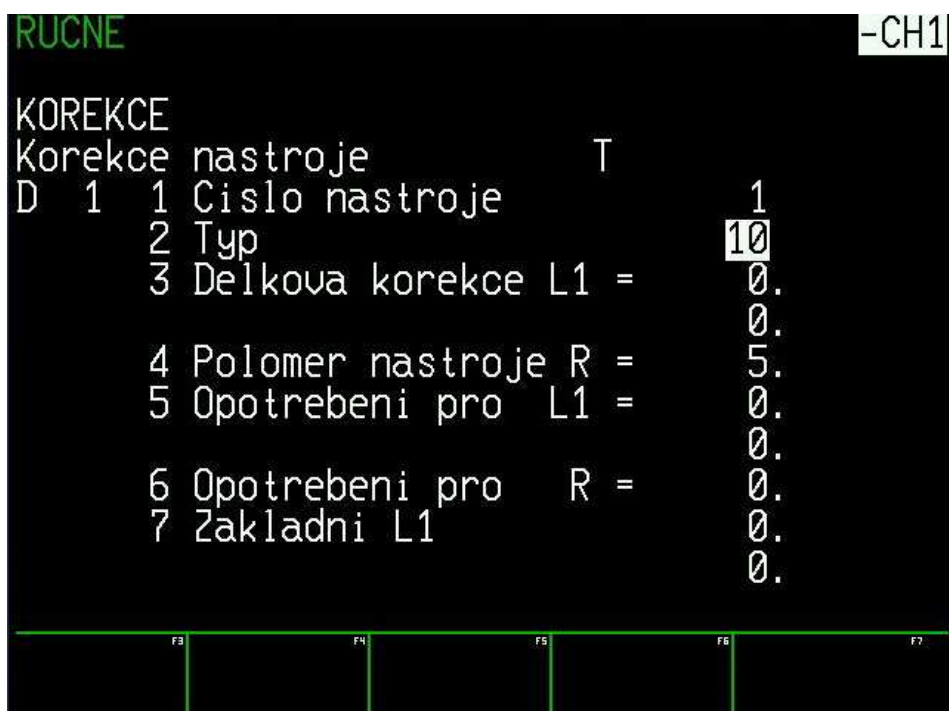 RUCNE -CH1
KOREKCE
Korekce nastroje T
D 1 1 Cislo nastroje 1
2 Typ 10
3 Delkova korekce L1 = 0.
0.
4 Polomer nastroje R = 5.
5 Opotrebeni pro L1 = 0.
0.
6 Opotrebeni pro R = 0.
7 Zakladni L1 0.
0.
F3 F4 F5 F6 F7